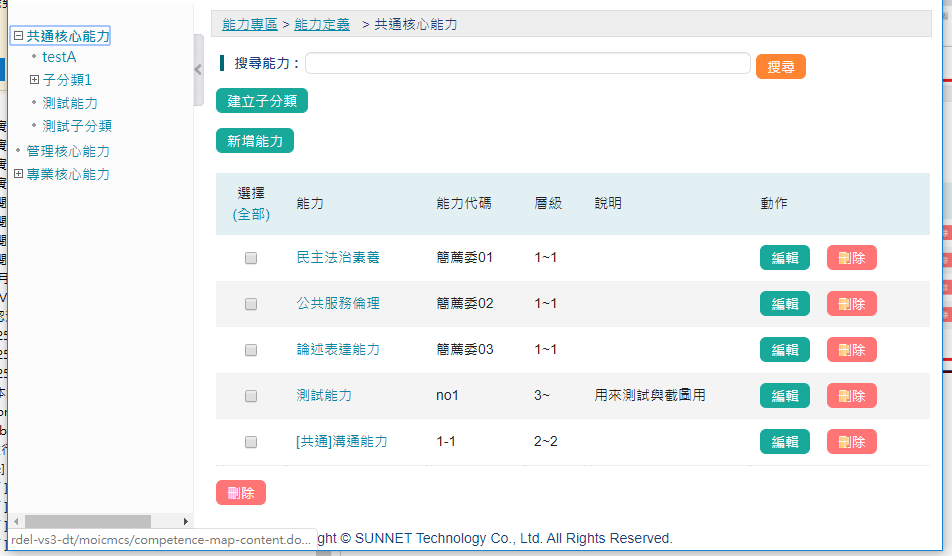 共通核心能力
testA
子分類1
測試能力
測試子分類
管理核心能力
專業核心能力
能力專區 > 能力定義 > 共通核心能力
搜尋能力：
搜尋
建立子分類
新增能力
選擇
(全部)
能力 能力代碼 層級 說明 動作
民主法治素養 簡薦委01 1~1 編輯 刪除
公共服務倫理 簡薦委02 1~1 編輯 刪除
論述表達能力 簡薦委03 1~1 編輯 刪除
測試能力 no1 3~ 用來測試與截圖用 編輯 刪除
[共通]溝通能力 1-1 2~2 編輯 刪除
刪除
rdel-vs3-dt/moicmcs/competence-map-content.do...
ght © SUNNET Technology Co., Ltd. All Rights Reserved.